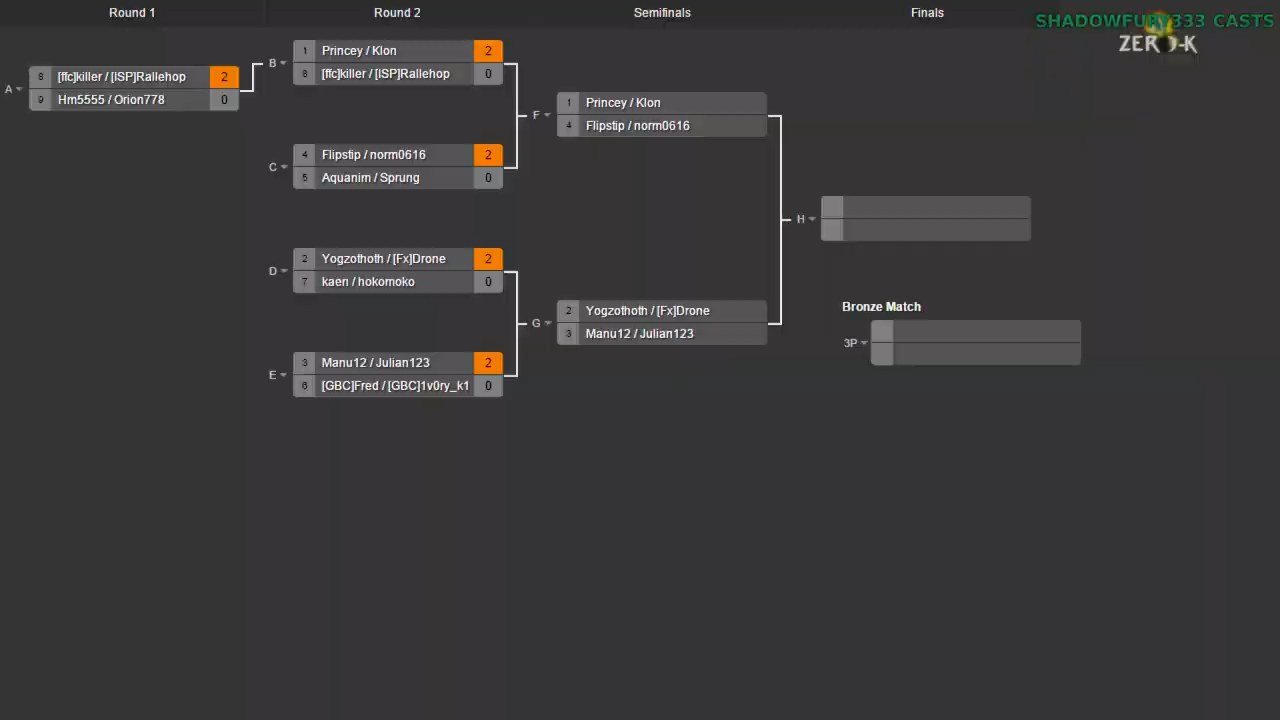 Round 1
Round 2
Semifinals
Finals
SHADOWFURY333 CASTS
ZERO-K
A
8 [ffc]killer / [ISP]Rallehop 2
9 Hm5555 / Orion778 0
B
1 Princey / Klon 2
8 [ffc]killer / [ISP]Rallehop 0
C
4 Flipstip / norm0616 2
5 Aquanim / Sprung 0
D
2 Yogzothoth / [Fx]Drone 2
7 kaen / hokomoko 0
E
3 Manu12 / Julian123 2
6 [GBC]Fred / [GBC]1v0ry_k1 0
F
1 Princey / Klon
4 Flipstip / norm0616
G
2 Yogzothoth / [Fx]Drone
3 Manu12 / Julian123
H
Bronze Match
3P